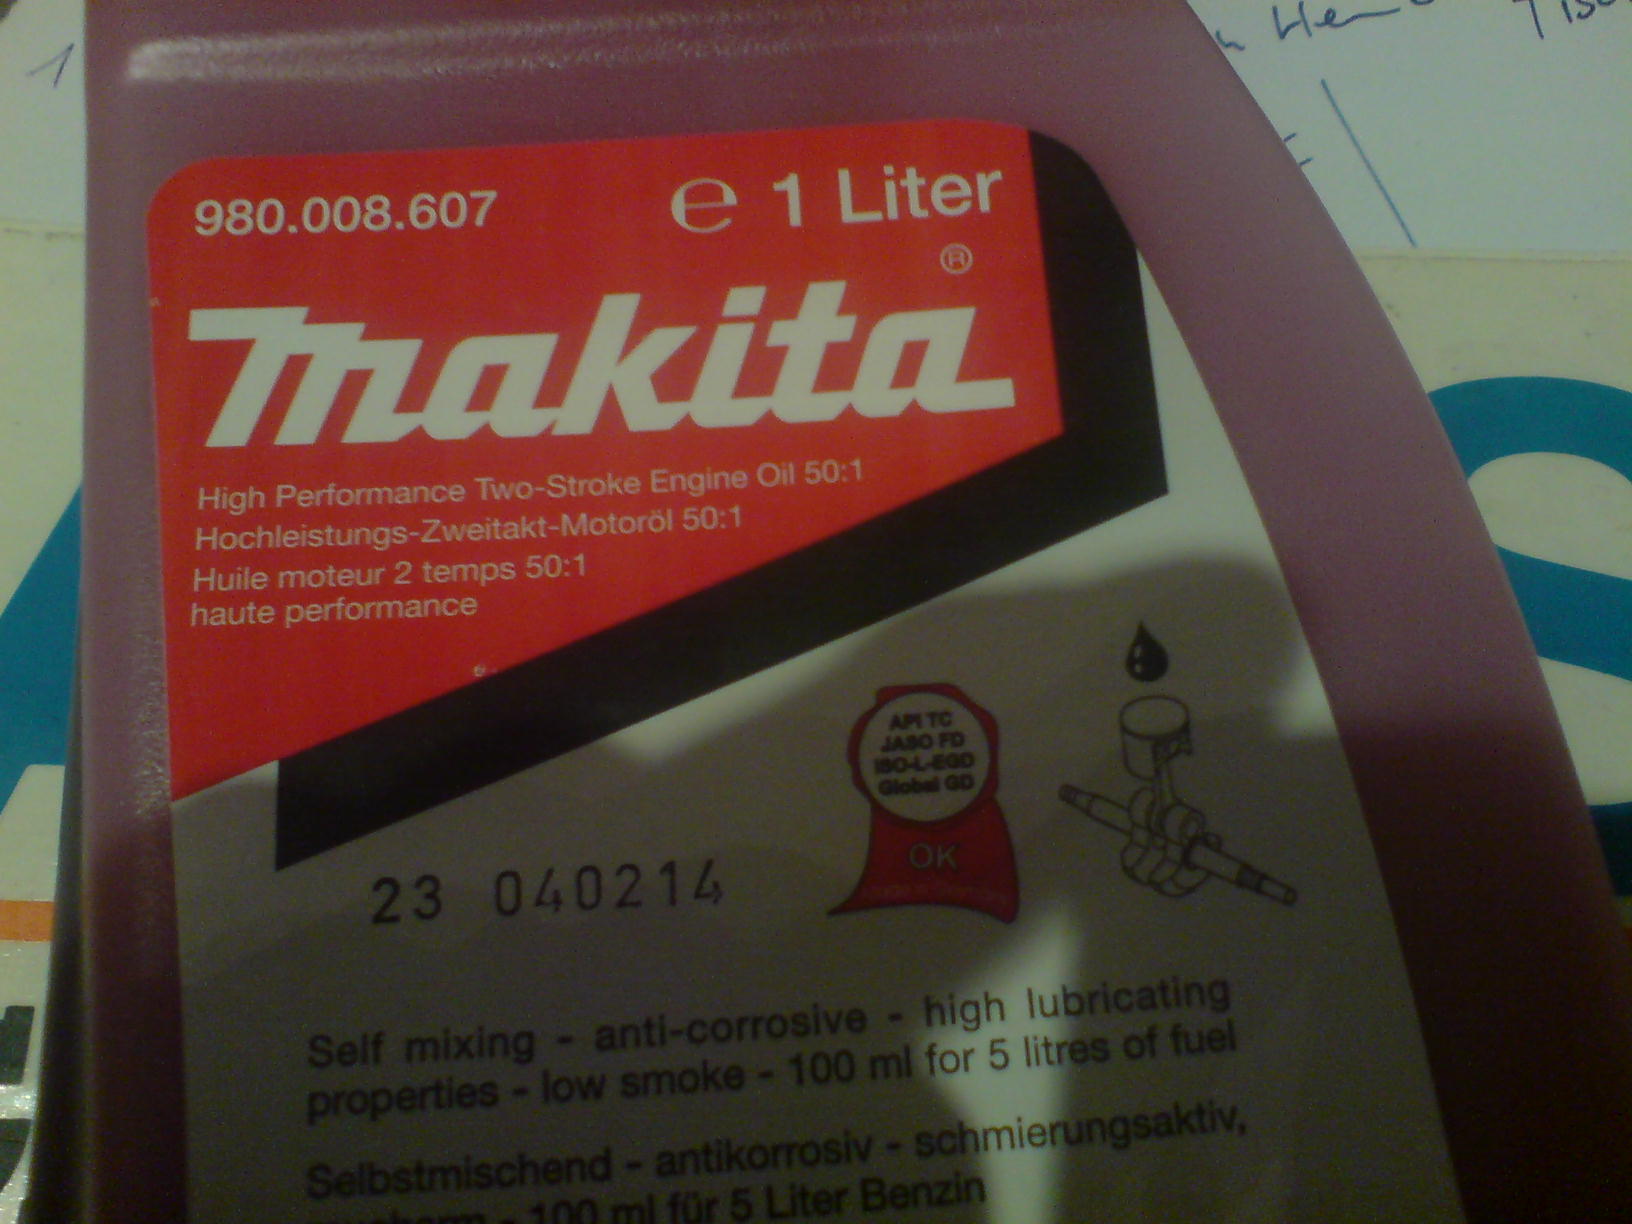 980.008.607 ℮ 1 Liter
makita®
High Performance Two-Stroke Engine Oil 50:1
Hochleistungs-Zweitakt-Motoröl 50:1
Huile moteur 2 temps 50:1
haute performance
API TC
JASO FD
ISO-L-EGD
Global GD
OK
23 040214
Self mixing - anti-corrosive - high lubricating
properties - low smoke - 100 ml for 5 litres of fuel
Selbstmischend - antikorrosiv - schmierungsaktiv,
- 100 ml für 5 Liter Benzin